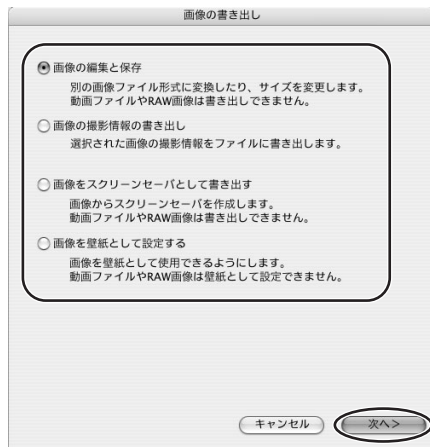 画像の書き出し
画像の編集と保存
別の画像ファイル形式に変換したり、サイズを変更します。
動画ファイルやRAW画像は書き出しできません。
画像の撮影情報の書き出し
選択された画像の撮影情報をファイルに書き出します。
画像をスクリーンセーバとして書き出す
画像からスクリーンセーバを作成します。
動画ファイルやRAW画像は書き出しできません。
画像を壁紙として設定する
画像を壁紙として使用できるようにします。
動画ファイルやRAW画像は壁紙として設定できません。
キャンセル 次へ>